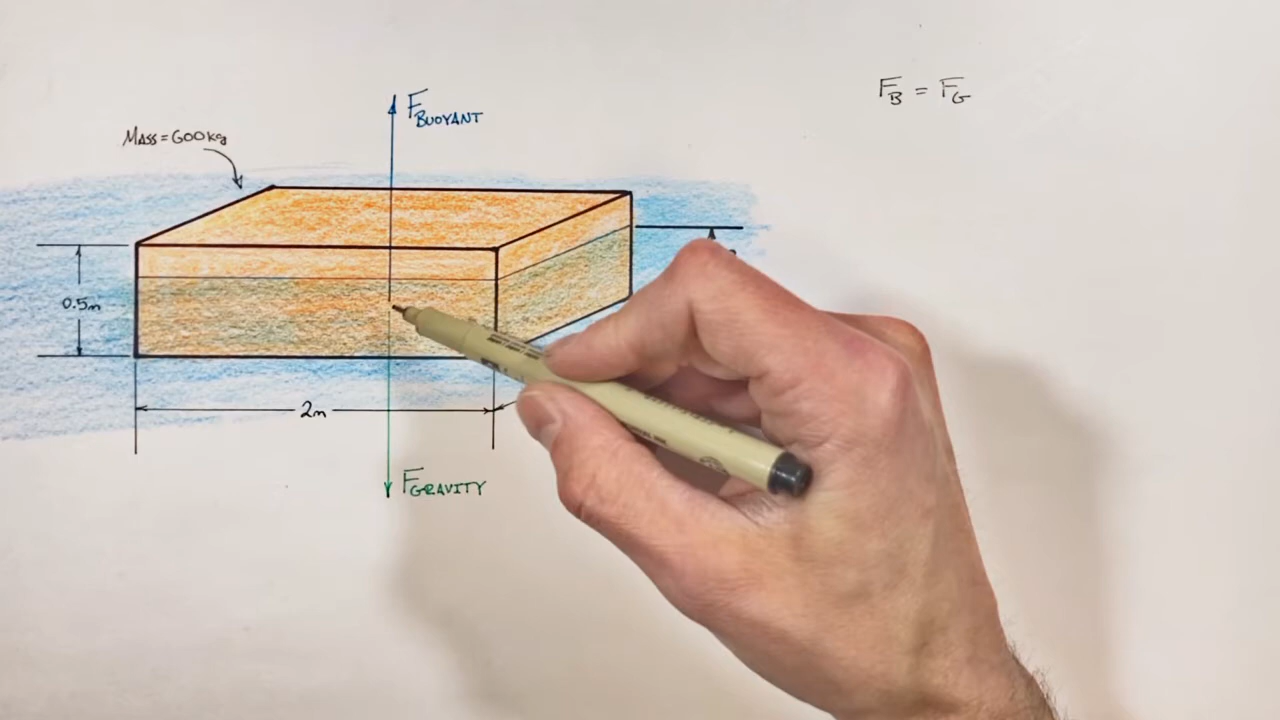 F_B = F_G
F_BUOYANT
MASS = 600kg
0.5m
2m
F_GRAVITY